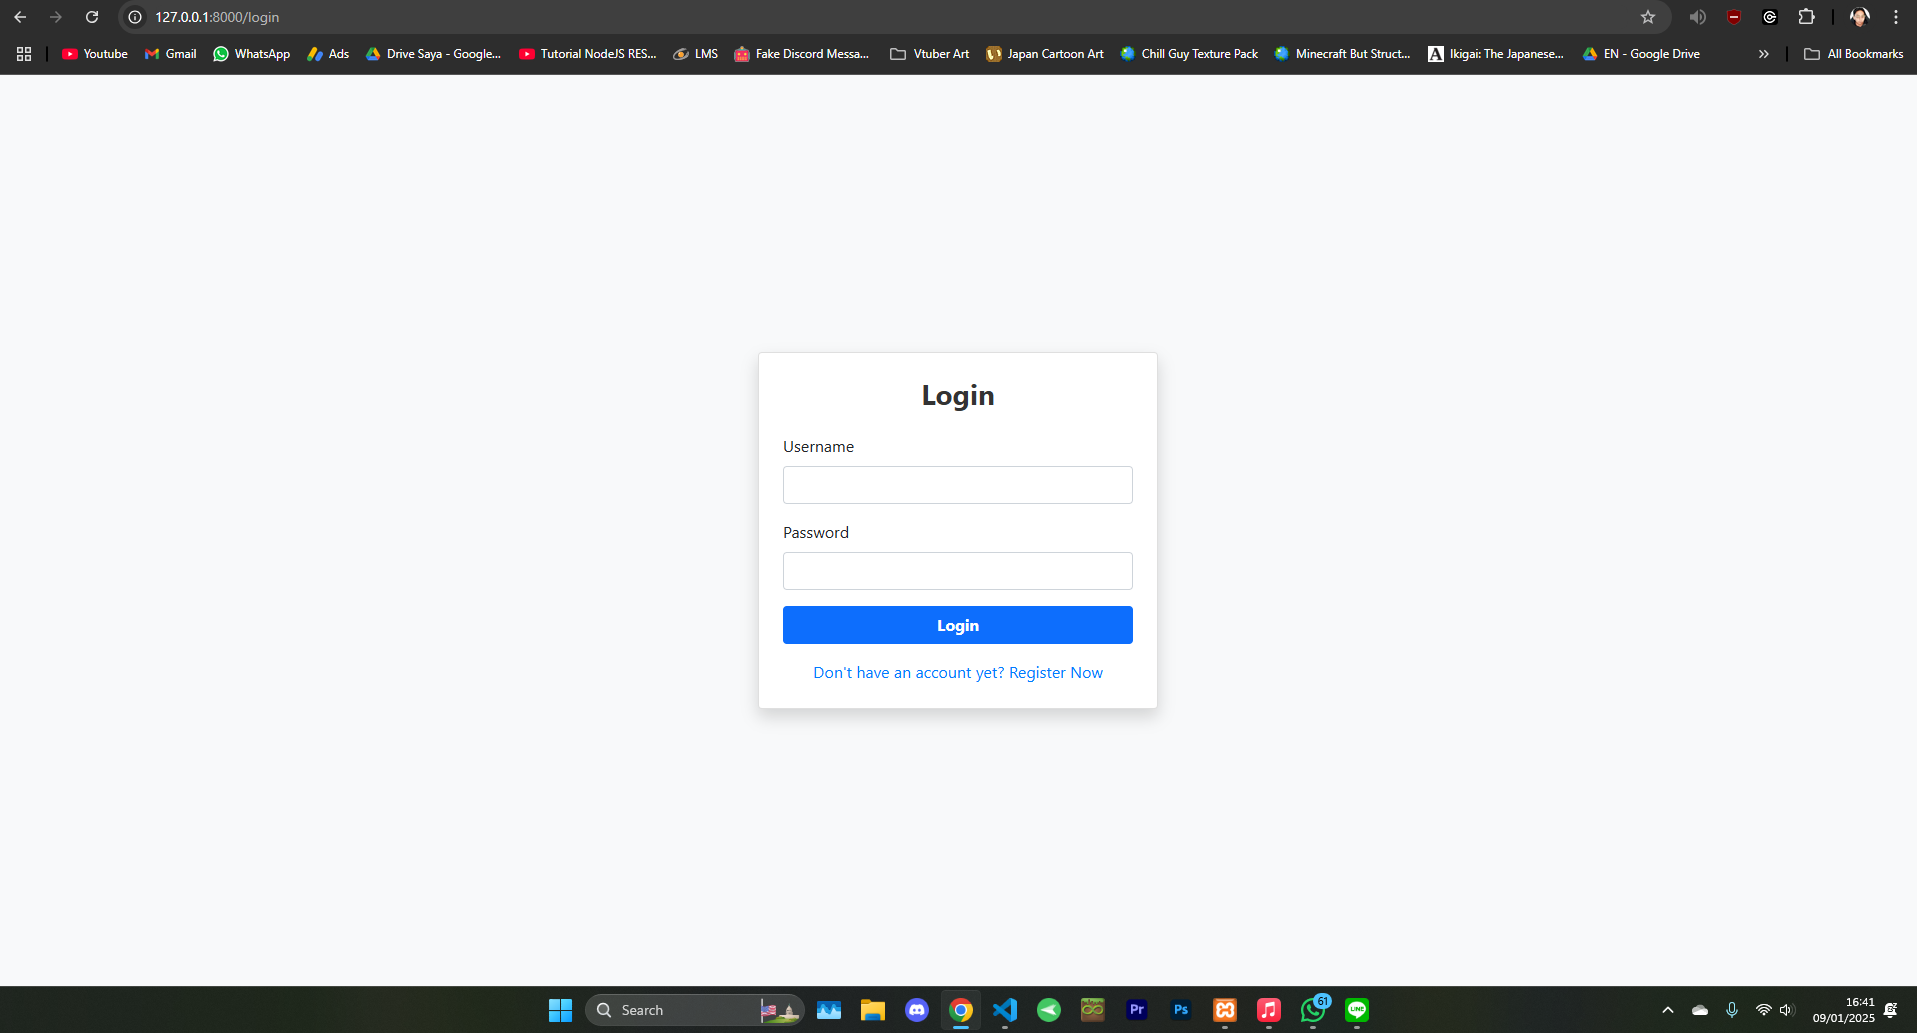 127.0.0.1:8000/login
Youtube Gmail WhatsApp Ads Drive Saya - Google... Tutorial NodeJS RES... LMS Fake Discord Messa... Vtuber Art Japan Cartoon Art Chill Guy Texture Pack Minecraft But Struct... A Ikigai: The Japanese... EN - Google Drive » All Bookmarks
Login
Username
Password
Login
Don't have an account yet? Register Now
Search Pr Ps 61 LINE 16:41
09/01/2025